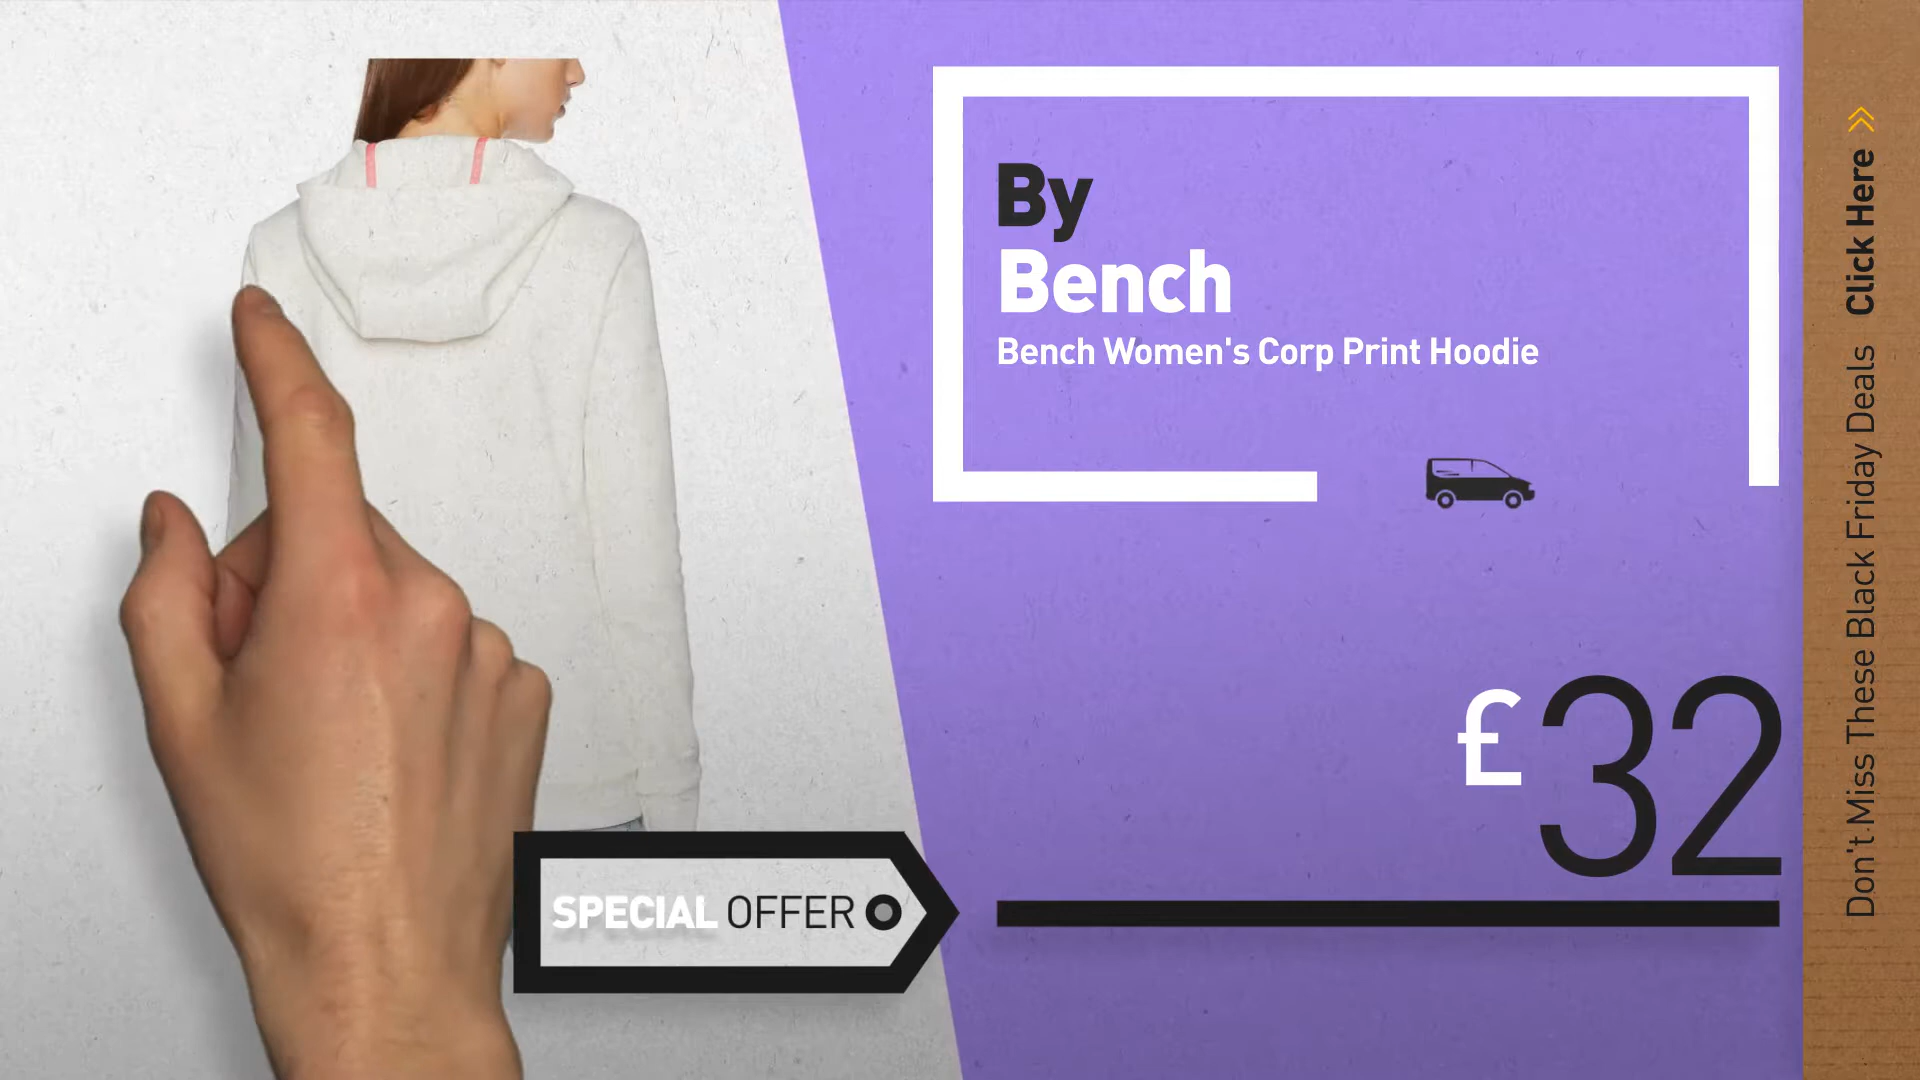 By
Bench
Bench Women's Corp Print Hoodie
£32
SPECIAL OFFER
Don't Miss These Black Friday Deals Click Here